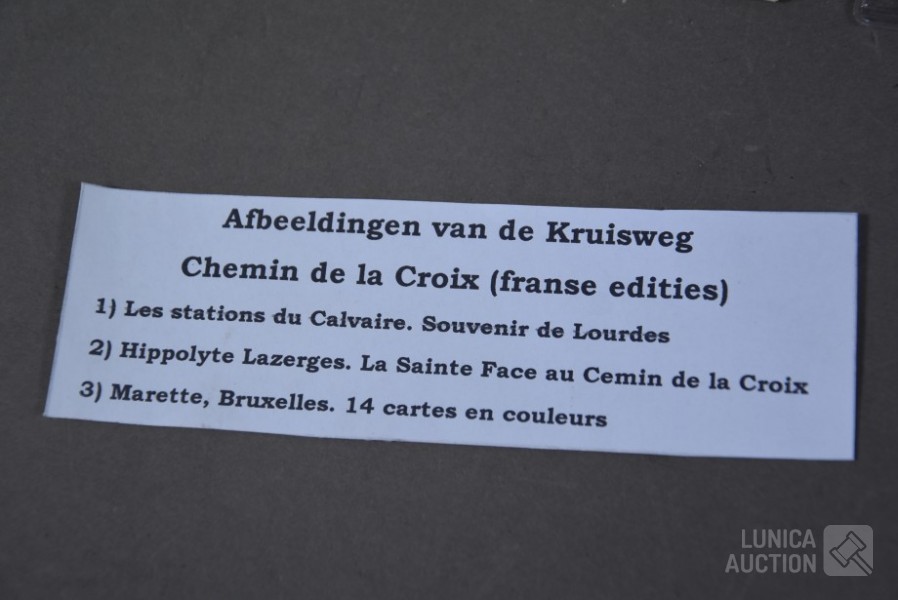 Afbeeldingen van de Kruisweg
Chemin de la Croix (franse edities)
1) Les stations du Calvaire. Souvenir de Lourdes
2) Hippolyte Lazerges. La Sainte Face au Cemin de la Croix
3) Marette, Bruxelles. 14 cartes en couleurs
LUNICA
AUCTION